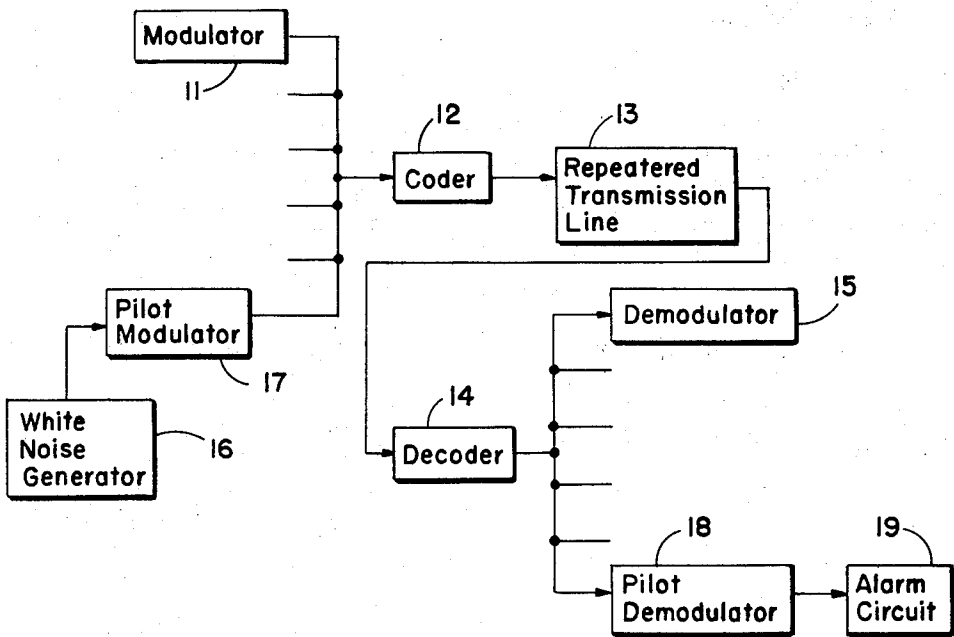 Modulator
11
12
Coder
13
Repeatered
Transmission
Line
Pilot
Modulator
17
White
Noise
Generator
16
14
Decoder
Demodulator
15
18
Pilot
Demodulator
19
Alarm
Circuit